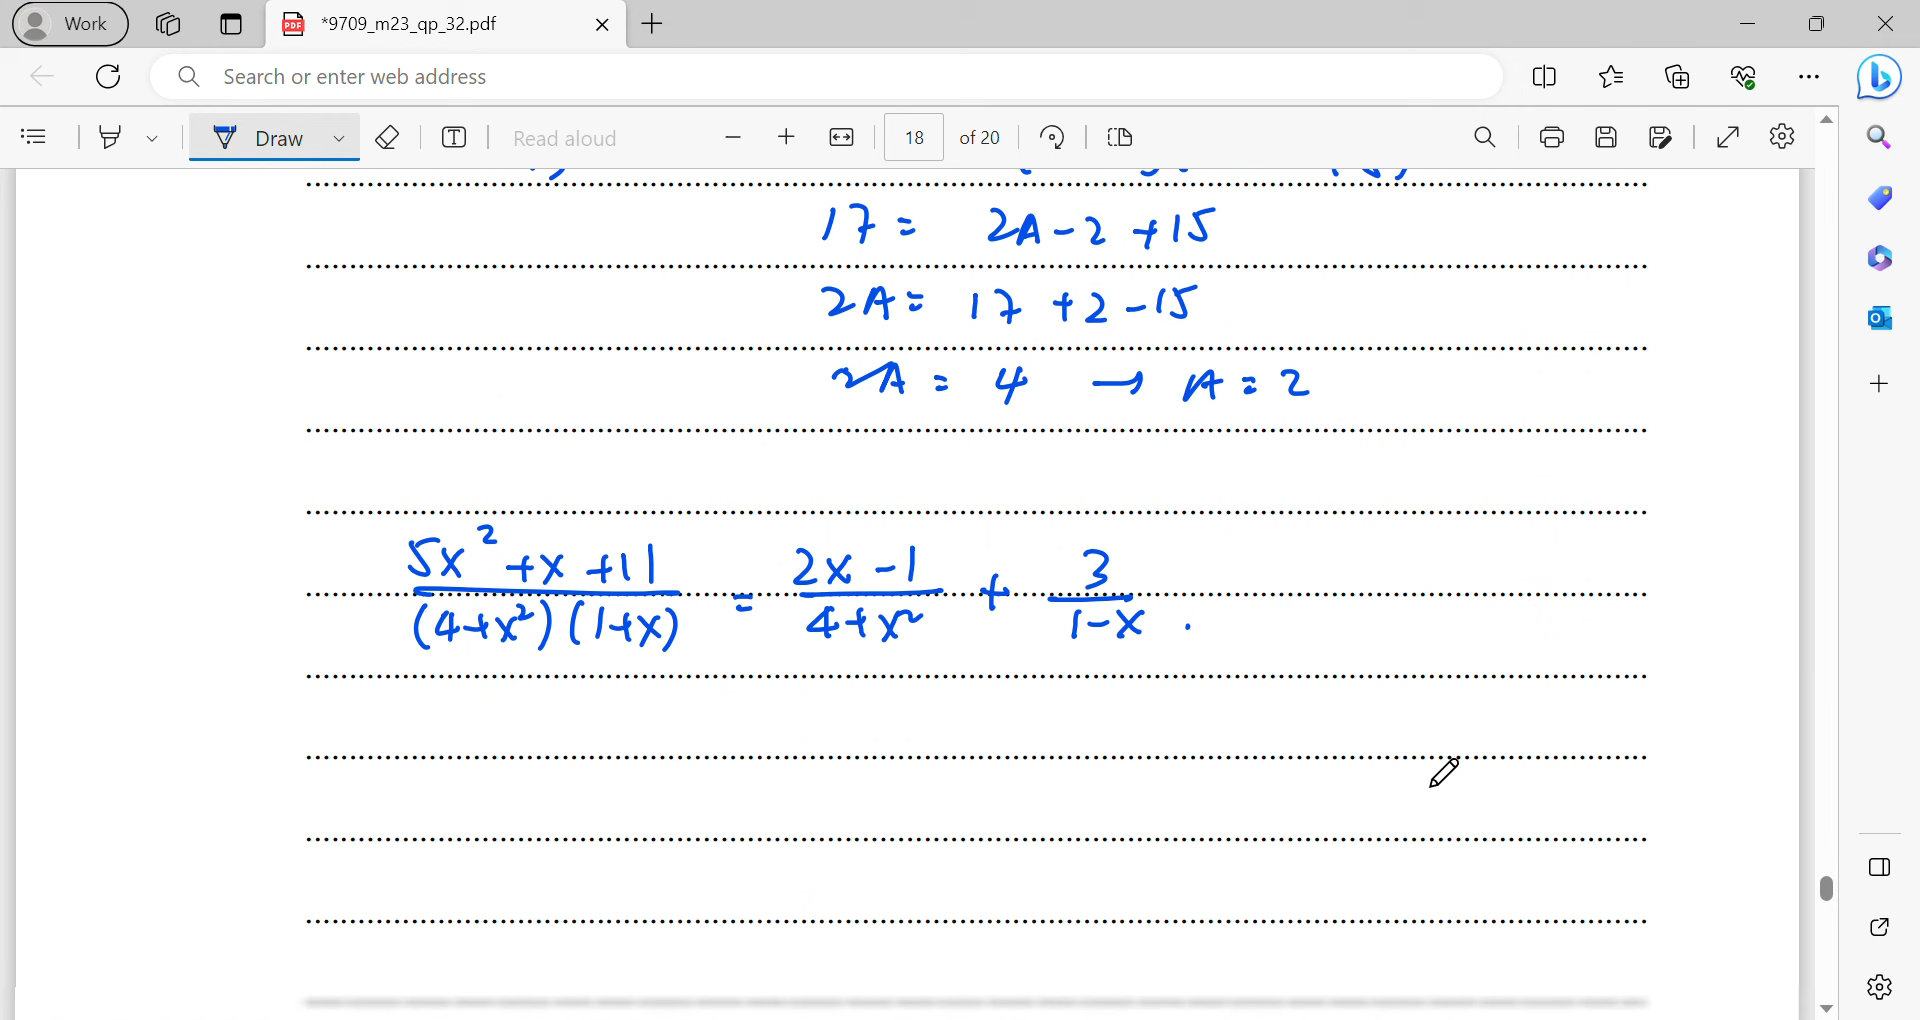 Work
*9709_m23_qp_32.pdf
Search or enter web address
Draw
Read aloud
18 of 20
17 = 2A - 2 + 15
2A = 17 + 2 - 15
2A = 4 → A = 2
5x² + x + 11 / (4+x²)(1+x) = 2x - 1 / 4+x² + 3 / 1-x .